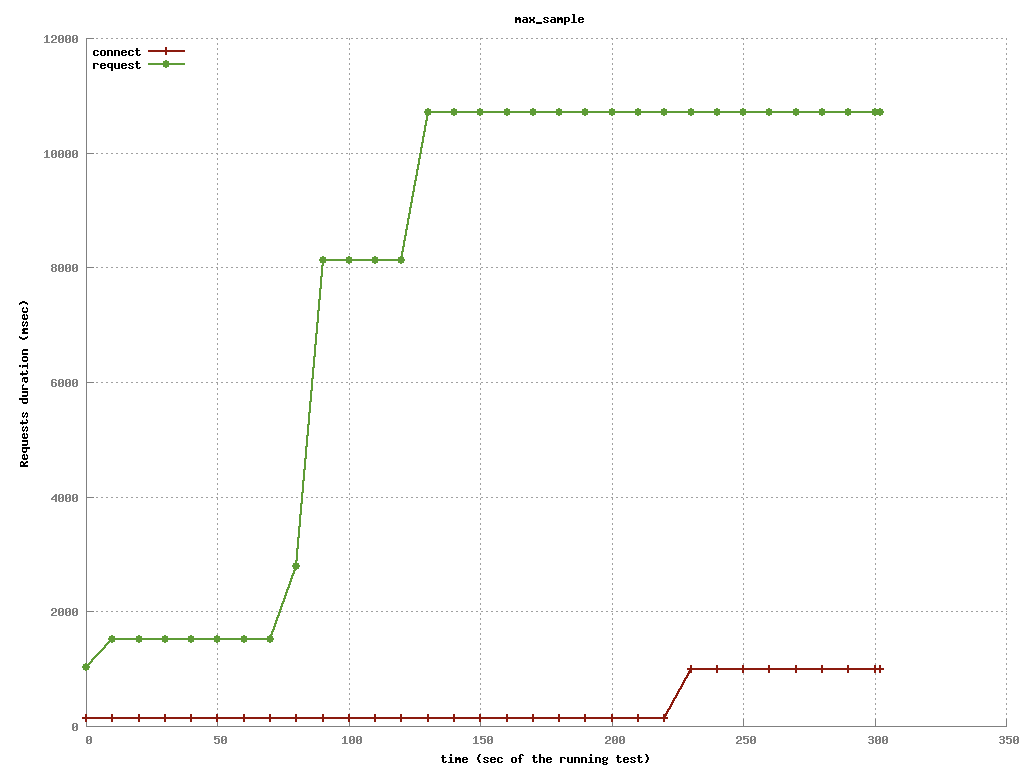 max_sample
12000
10000
8000
6000
4000
2000
0
connect
request
Requests duration (msec)
0 50 100 150 200 250 300 350
time (sec of the running test)